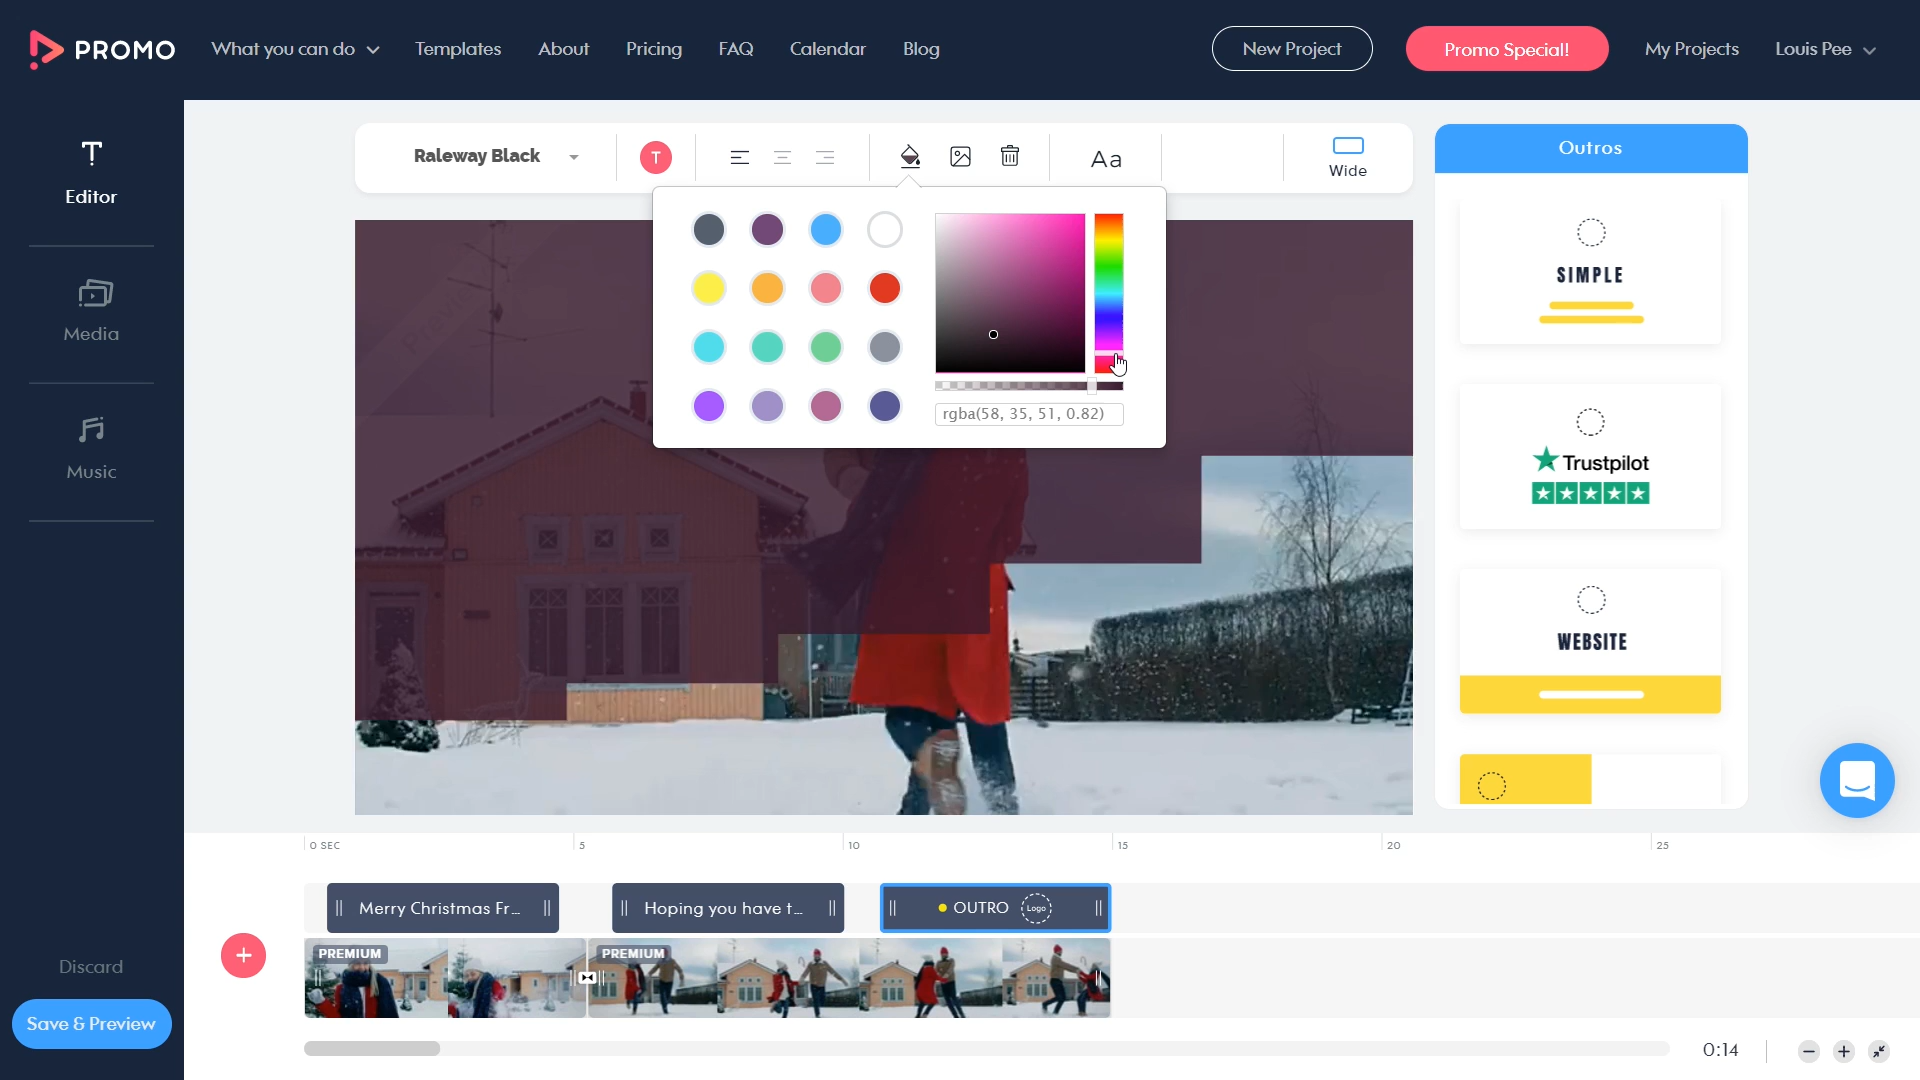 PROMO
What you can do
Templates
About
Pricing
FAQ
Calendar
Blog
New Project
Promo Special!
My Projects
Louis Pee
Editor
Media
Music
Discard
Save & Preview
Raleway Black
T
Aa
Wide
rgba(58, 35, 51, 0.82)
PREVIEW
Outros
SIMPLE
Trustpilot
WEBSITE
0 SEC
5
10
15
20
25
Merry Christmas Fr...
Hoping you have t...
OUTRO
Logo
PREMIUM
PREMIUM
0:14